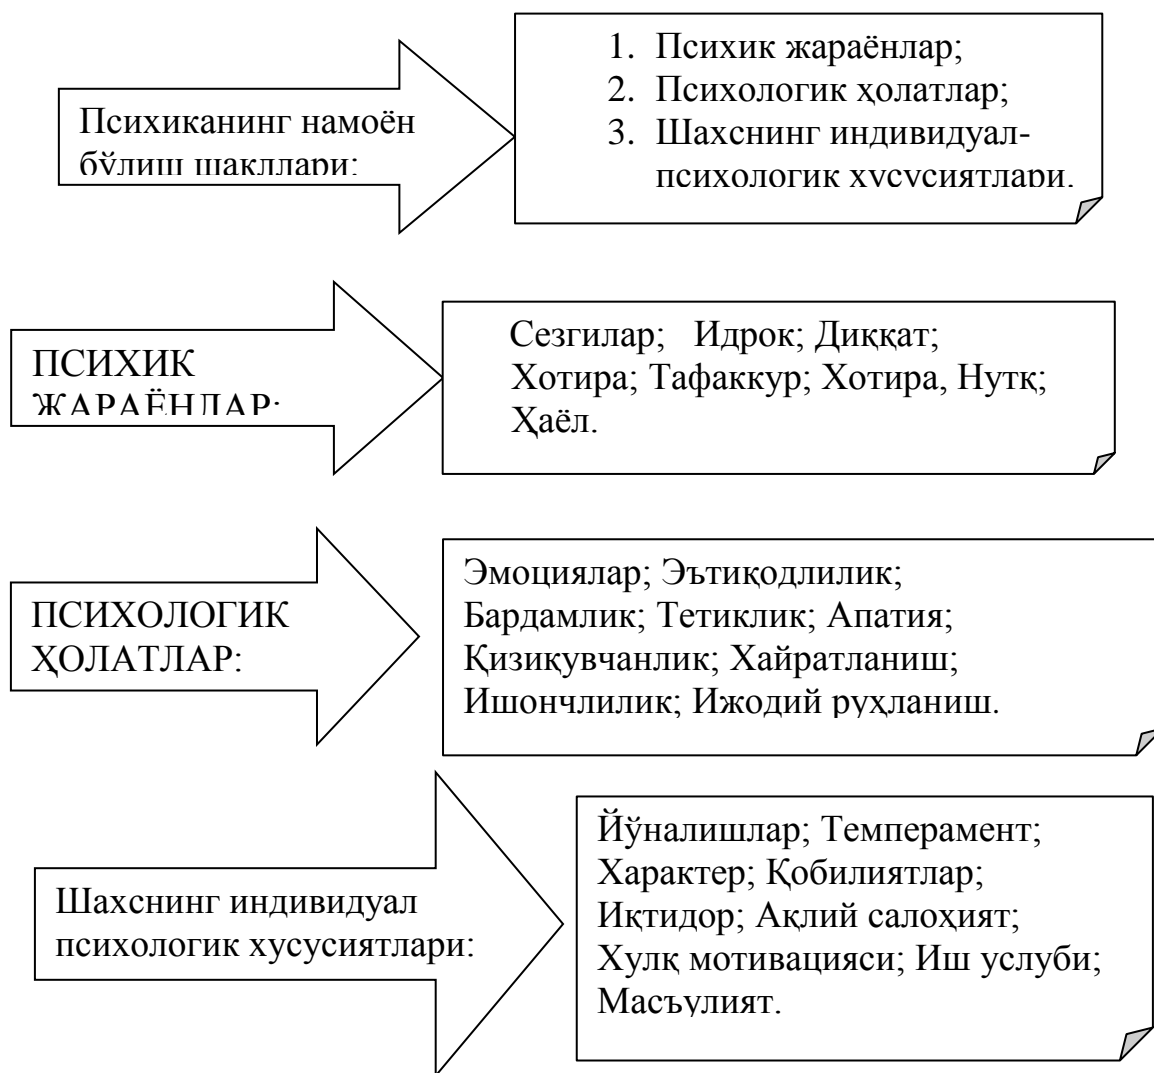 Психиканинг намоён
бўлиш шакллари:
1. Психик жараёнлар;
2. Психологик ҳолатлар;
3. Шахснинг индивидуал-
психологик хусусиятлари.
ПСИХИК
ЖАРАЁНЛАР:
Сезгилар; Идрок; Диққат;
Хотира; Тафаккур; Хотира, Нутқ;
Ҳаёл.
ПСИХОЛОГИК
ҲОЛАТЛАР:
Эмоциялар; Эътиқодлилик;
Бардамлик; Тетиклик; Апатия;
Қизиқувчанлик; Хайратланиш;
Ишончлилик; Ижодий руҳланиш.
Шахснинг индивидуал
психологик хусусиятлари:
Йўналишлар; Темперамент;
Характер; Қобилиятлар;
Иқтидор; Ақлий салоҳият;
Хулқ мотивацияси; Иш услуби;
Масъулият.